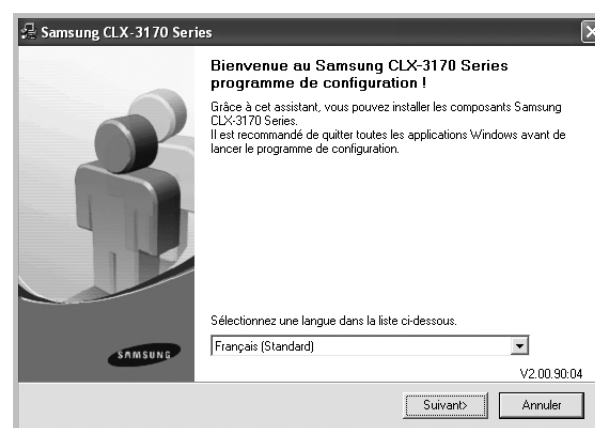 Samsung CLX-3170 Series
Bienvenue au Samsung CLX-3170 Series
programme de configuration !
Grâce à cet assistant, vous pouvez installer les composants Samsung
CLX-3170 Series.
Il est recommandé de quitter toutes les applications Windows avant de
lancer le programme de configuration.
Sélectionnez une langue dans la liste ci-dessous.
Français (Standard)
SAMSUNG
V2.00.90:04
Suivant>
Annuler